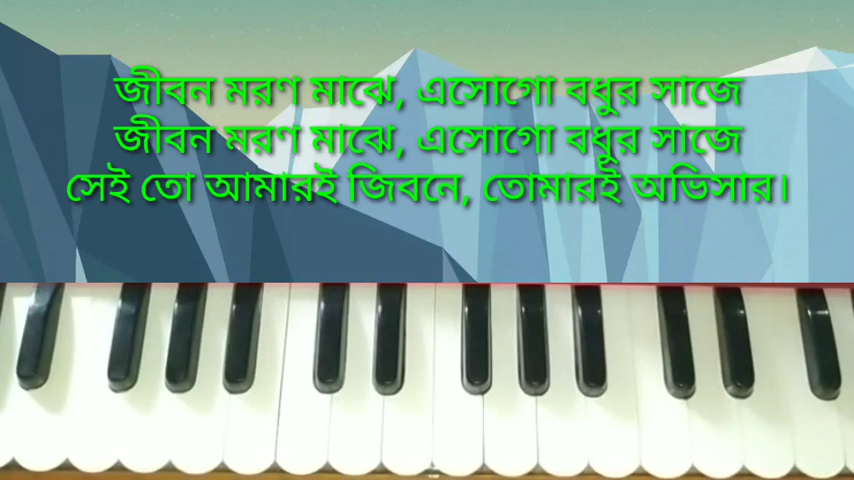 জীবন মরণ মাঝে, এসোগো বধুর সাজে
জীবন মরণ মাঝে, এসোগো বধুর সাজে
সেই তো আমারই জিবনে, তোমারই অভিসার।